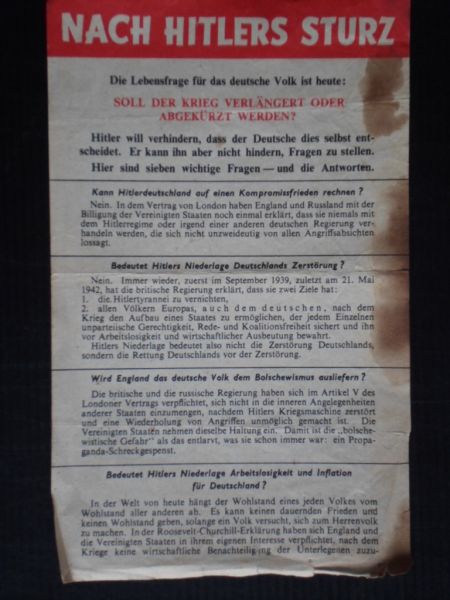 NACH HITLERS STURZ
Die Lebensfrage für das deutsche Volk ist heute:
SOLL DER KRIEG VERLÄNGERT ODER
ABGEKÜRZT WERDEN?
Hitler will verhindern, dass der Deutsche dies selbst ent-
scheidet. Er kann ihn aber nicht hindern, Fragen zu stellen.
Hier sind sieben wichtige Fragen — und die Antworten.
Kann Hitlerdeutschland auf einen Kompromissfrieden rechnen?
Nein. In dem Vertrag von London haben England und Russland mit der
Billigung der Vereinigten Staaten noch einmal erklärt, dass sie niemals mit
dem Hitlerregime oder irgend einer anderen deutschen Regierung ver-
handeln werden, die sich nicht unzweideutig von allen Angriffsabsichten
lossagt.
Bedeutet Hitlers Niederlage Deutschlands Zerstörung?
Nein. Immer wieder, zuerst im September 1939, zuletzt am 21. Mai
1942, hat die britische Regierung erklärt, dass sie zwei Ziele hat:
1. die Hitlertyrannei zu vernichten,
2. allen Völkern Europas, auch dem deutschen, nach dem
Krieg den Aufbau eines Staates zu ermöglichen, der jedem Einzelnen
unparteiische Gerechtigkeit, Rede- und Koalitionsfreiheit sichert und ihn
vor Arbeitslosigkeit und wirtschaftlicher Ausbeutung bewahrt.
Hitlers Niederlage bedeutet also nicht die Zerstörung Deutschlands,
sondern die Rettung Deutschlands vor der Zerstörung.
Wird England das deutsche Volk dem Bolschewismus ausliefern?
Die britische und die russische Regierung haben sich im Artikel V des
Londoner Vertrags verpflichtet, sich nicht in die inneren Angelegenheiten
anderer Staaten einzumengen, nachdem Hitlers Kriegsmaschine zerstört
und eine Wiederholung von Angriffen unmöglich gemacht ist. Die
Vereinigten Staaten nehmen dieselbe Haltung ein. Damit ist die „bolsche-
wistische Gefahr“ als das entlarvt, was sie schon immer war: ein Propa-
ganda-Schreckgespenst.
Bedeutet Hitlers Niederlage Arbeitslosigkeit und Inflation
für Deutschland?
In der Welt von heute hängt der Wohlstand eines jeden Volkes vom
Wohlstand aller anderen ab. Es kann keinen dauernden Frieden und
keinen Wohlstand geben, solange ein Volk versucht, sich zum Herrenvolk
zu machen. In der Roosevelt-Churchill-Erklärung haben sich England und
die Vereinigten Staaten in ihrem eigenen Interesse verpflichtet, nach dem
Kriege keine wirtschaftliche Benachteiligung der Unterlegenen zuzu-